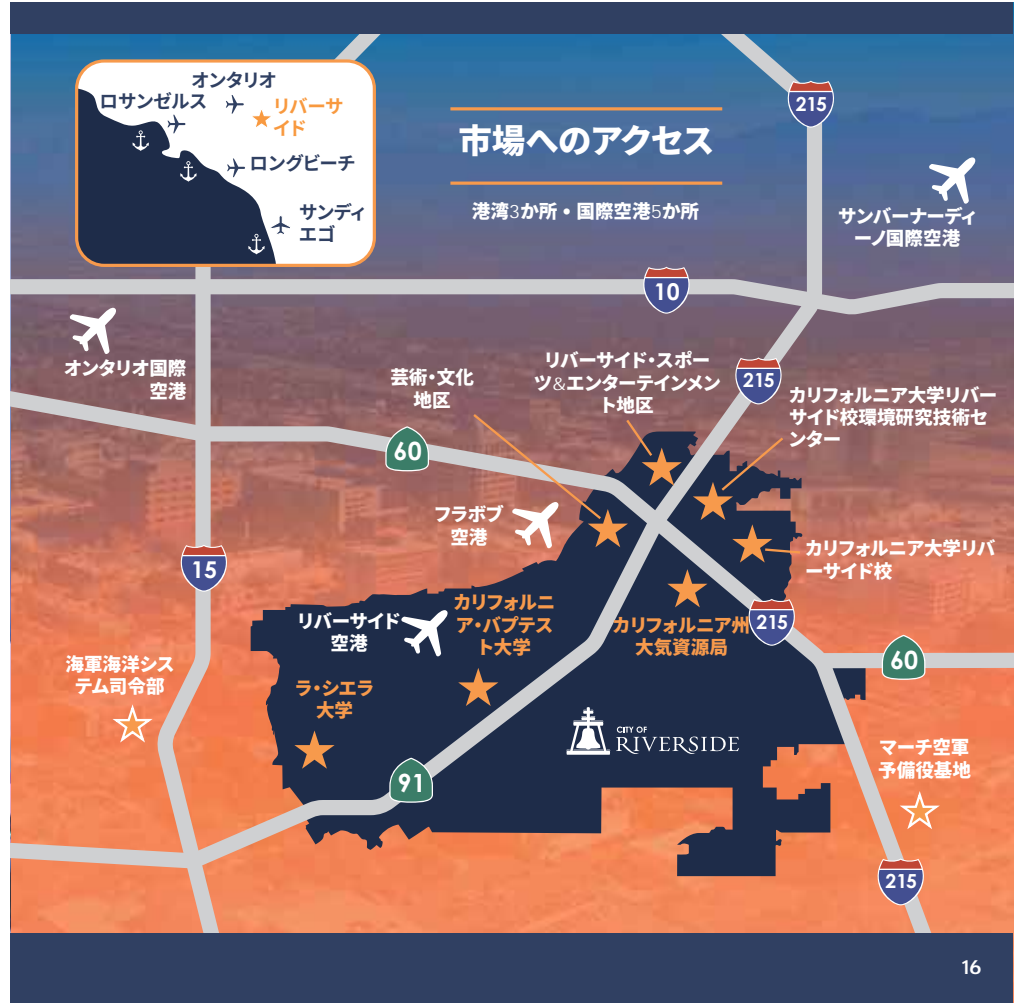 オンタリオ
ロサンゼルス
リバーサ
イド
ロングビーチ
サンディ
エゴ
市場へのアクセス
港湾3か所・国際空港5か所
215
サンバーナーディ
ーノ国際空港
10
オンタリオ国際
空港
芸術・文化
地区
リバーサイド・スポー
ツ&エンターテインメン
ト地区
215
カリフォルニア大学リバー
サイド校環境研究技術セ
ンター
60
フラボブ
空港
カリフォルニア大学リバ
ーサイド校
15
リバーサイド
空港
カリフォルニ
ア・バプテス
ト大学
カリフォルニア州
大気資源局
215
60
海軍海洋シス
テム司令部
ラ・シエラ
大学
CITY OF
RIVERSIDE
マーチ空軍
予備役基地
91
215
16